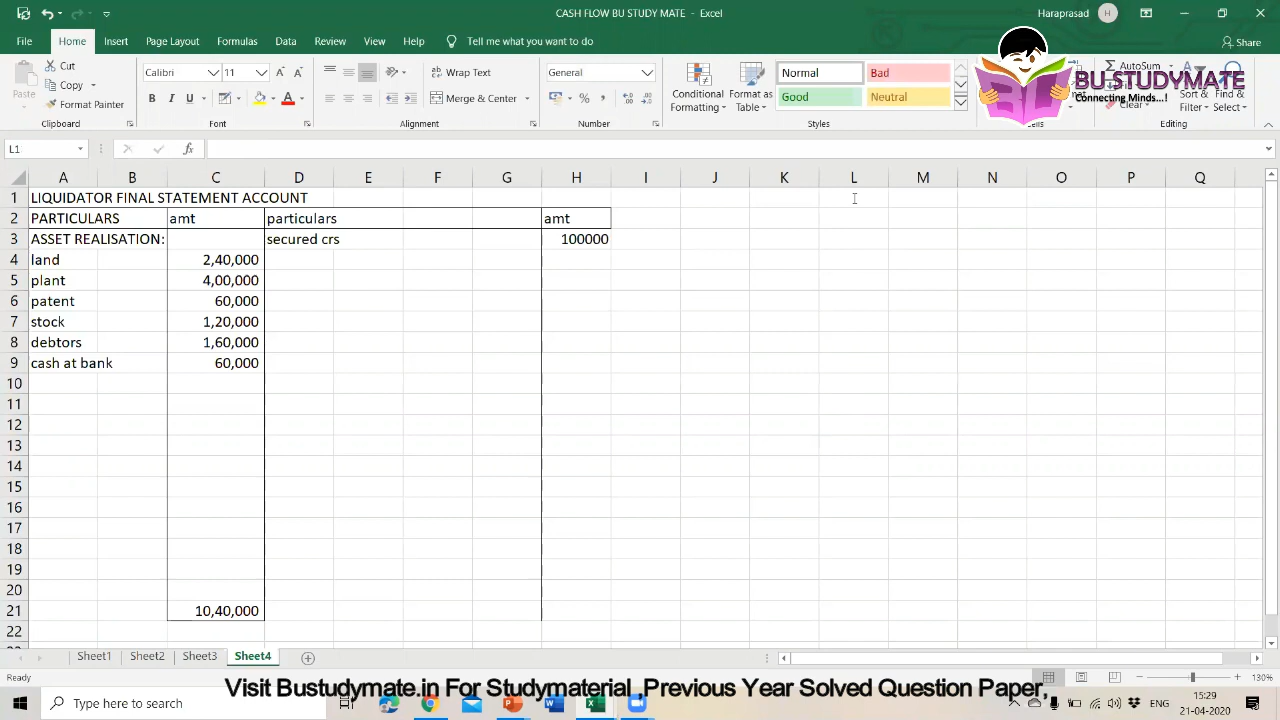 CASH FLOW BU STUDY MATE - Excel
Haraprasad H
File Home Insert Page Layout Formulas Data Review View Help Tell me what you want to do Share
Paste
Cut
Copy
Format Painter
Calibri 11
B I U
Wrap Text
Merge & Center
General
Conditional Formatting
Format as Table
Normal Bad
Good Neutral
AutoSum
Clear
Sort & Filter
Find & Select
BU STUDYMATE
Connecting Minds...!
Clipboard Font Alignment Number Styles Cells Editing
L1 fx
A B C D E F G H I J K L M N O P Q
1 LIQUIDATOR FINAL STATEMENT ACCOUNT
2 PARTICULARS amt particulars amt
3 ASSET REALISATION: secured crs 100000
4 land 2,40,000
5 plant 4,00,000
6 patent 60,000
7 stock 1,20,000
8 debtors 1,60,000
9 cash at bank 60,000
10
11
12
13
14
15
16
17
18
19
20
21 10,40,000
22
Sheet1 Sheet2 Sheet3 Sheet4
Ready 130%
Visit Bustudymate.in For Studymaterial ,Previous Year Solved Question Paper,
Type here to search
ENG
15:29
21-04-2020